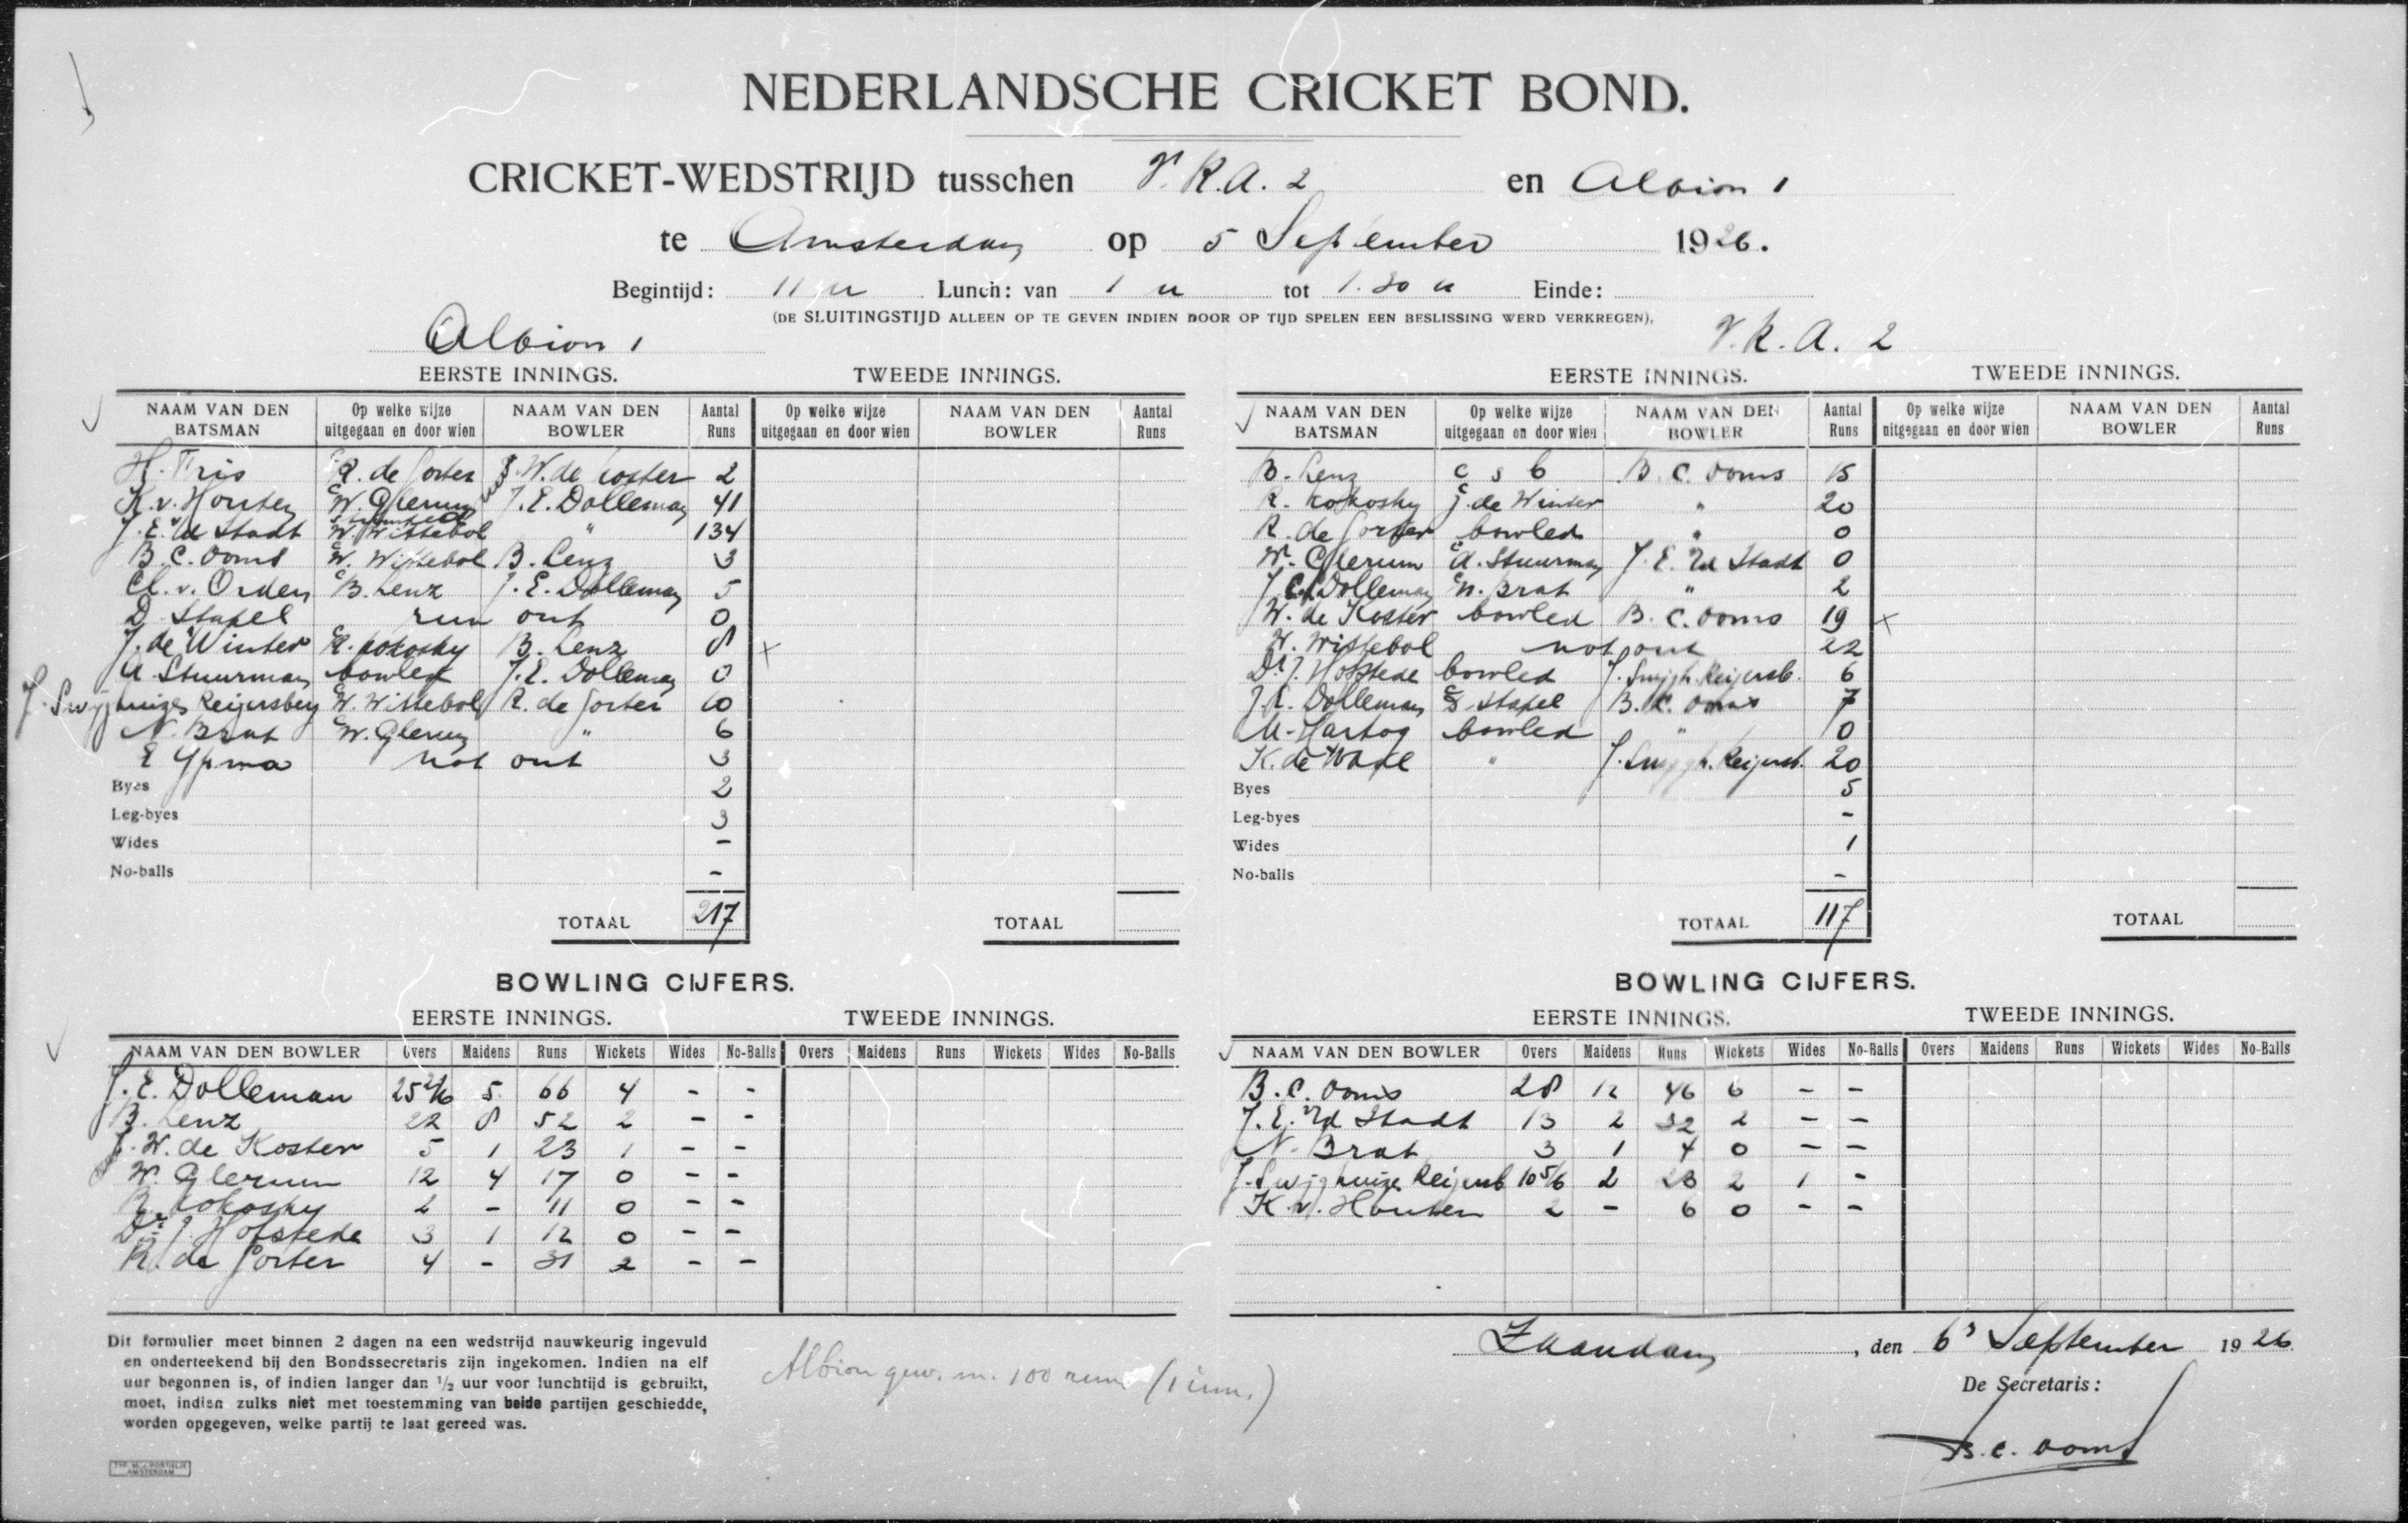 NEDERLANDSCHE CRICKET BOND.
CRICKET-WEDSTRIJD tusschen V.R.A. 2 en Albion 1
te Amsterdam op 5 September 1926.
Begintijd: 11 u Lunch: van 1 u tot 1.30 u Einde:
(DE SLUITINGSTIJD ALLEEN OP TE GEVEN INDIEN DOOR OP TIJD SPELEN EEN BESLISSING WERD VERKREGEN).
Albion 1
EERSTE INNINGS. TWEEDE INNINGS.
NAAM VAN DEN BATSMAN Op welke wijze uitgegaan en door wien NAAM VAN DEN BOWLER Aantal Runs Op welke wijze uitgegaan en door wien NAAM VAN DEN BOWLER Aantal Runs
H. Fris c R. de Gorter J.W. de Koster 2
K. v. Houten c W. Glerum J.E. Dolleman 41
J.E. v/d Stadt stumped W. Wittebol " 134
B.C. Ooms c W. Wittebol B. Lenz 3
Cl. v. Orden c B. Lenz J.E. Dolleman 5
D. Stapel run out 0
J. de Winter c R. Kokosky B. Lenz 8
A. Stuurman bowled J.E. Dolleman 0
J. Swijghuizen Reijersberg c W. Wittebol R. de Gorter 10
N. Brat c W. Glerum " 6
E Ypma not out 3
Byes 2
Leg-byes 3
Wides -
No-balls -
TOTAAL 217 TOTAAL
BOWLING CIJFERS.
EERSTE INNINGS. TWEEDE INNINGS.
NAAM VAN DEN BOWLER Overs Maidens Runs Wickets Wides No-Balls Overs Maidens Runs Wickets Wides No-Balls
J.E. Dolleman 25 2/6 5 66 4 - -
B. Lenz 22 8 52 2 - -
J.W. de Koster 5 1 23 1 - -
W. Glerum 12 4 17 0 - -
R. Kokosky 2 - 11 0 - -
Dr. J. Hofstede 3 1 12 0 - -
R. de Gorter 4 - 31 2 - -
Dit formulier moet binnen 2 dagen na een wedstrijd nauwkeurig ingevuld
en onderteekend bij den Bondssecretaris zijn ingekomen. Indien na elf
uur begonnen is, of indien langer dan 1/2 uur voor lunchtijd is gebruikt,
moet, indien zulks niet met toestemming van beide partijen geschiedde,
worden opgegeven, welke partij te laat gereed was.
Albion gew. m. 100 runs (1 inn.)
V.R.A. 2
EERSTE INNINGS. TWEEDE INNINGS.
NAAM VAN DEN BATSMAN Op welke wijze uitgegaan en door wien NAAM VAN DEN BOWLER Aantal Runs Op welke wijze uitgegaan en door wien NAAM VAN DEN BOWLER Aantal Runs
B. Lenz c s b B.C. Ooms 15
R. Kokosky c J. de Winter " 20
R. de Gorter bowled " 0
W. Glerum c A. Stuurman J.E. v/d Stadt 0
J.C. Dolleman c N. Brat " 2
W. de Koster bowled B.C. Ooms 19
W. Wittebol not out 22
Dr. J. Hofstede bowled J. Swijgh. Reijersb. 6
J.E. Dolleman c D Stapel B.C. Ooms 7
M. Hartog bowled " 0
K. de Wade " J. Swijgh. Reijersb. 20
Byes 5
Leg-byes -
Wides 1
No-balls -
TOTAAL 117 TOTAAL
BOWLING CIJFERS.
EERSTE INNINGS. TWEEDE INNINGS.
NAAM VAN DEN BOWLER Overs Maidens Runs Wickets Wides No-Balls Overs Maidens Runs Wickets Wides No-Balls
B.C. Ooms 28 12 46 6 - -
J.E. v/d Stadt 13 2 32 2 - -
N. Brat 3 1 4 0 - -
J. Swijghuizen Reijersb 10 5/6 2 23 2 1 -
K.v. Houten 2 - 6 0 - -
Zaandam, den 6 September 1926
De Secretaris:
B.C. Ooms